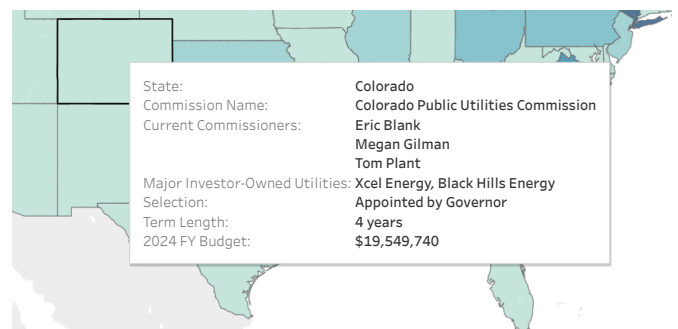 State: Colorado
Commission Name: Colorado Public Utilities Commission
Current Commissioners: Eric Blank
Megan Gilman
Tom Plant
Major Investor-Owned Utilities: Xcel Energy, Black Hills Energy
Selection: Appointed by Governor
Term Length: 4 years
2024 FY Budget: $19,549,740